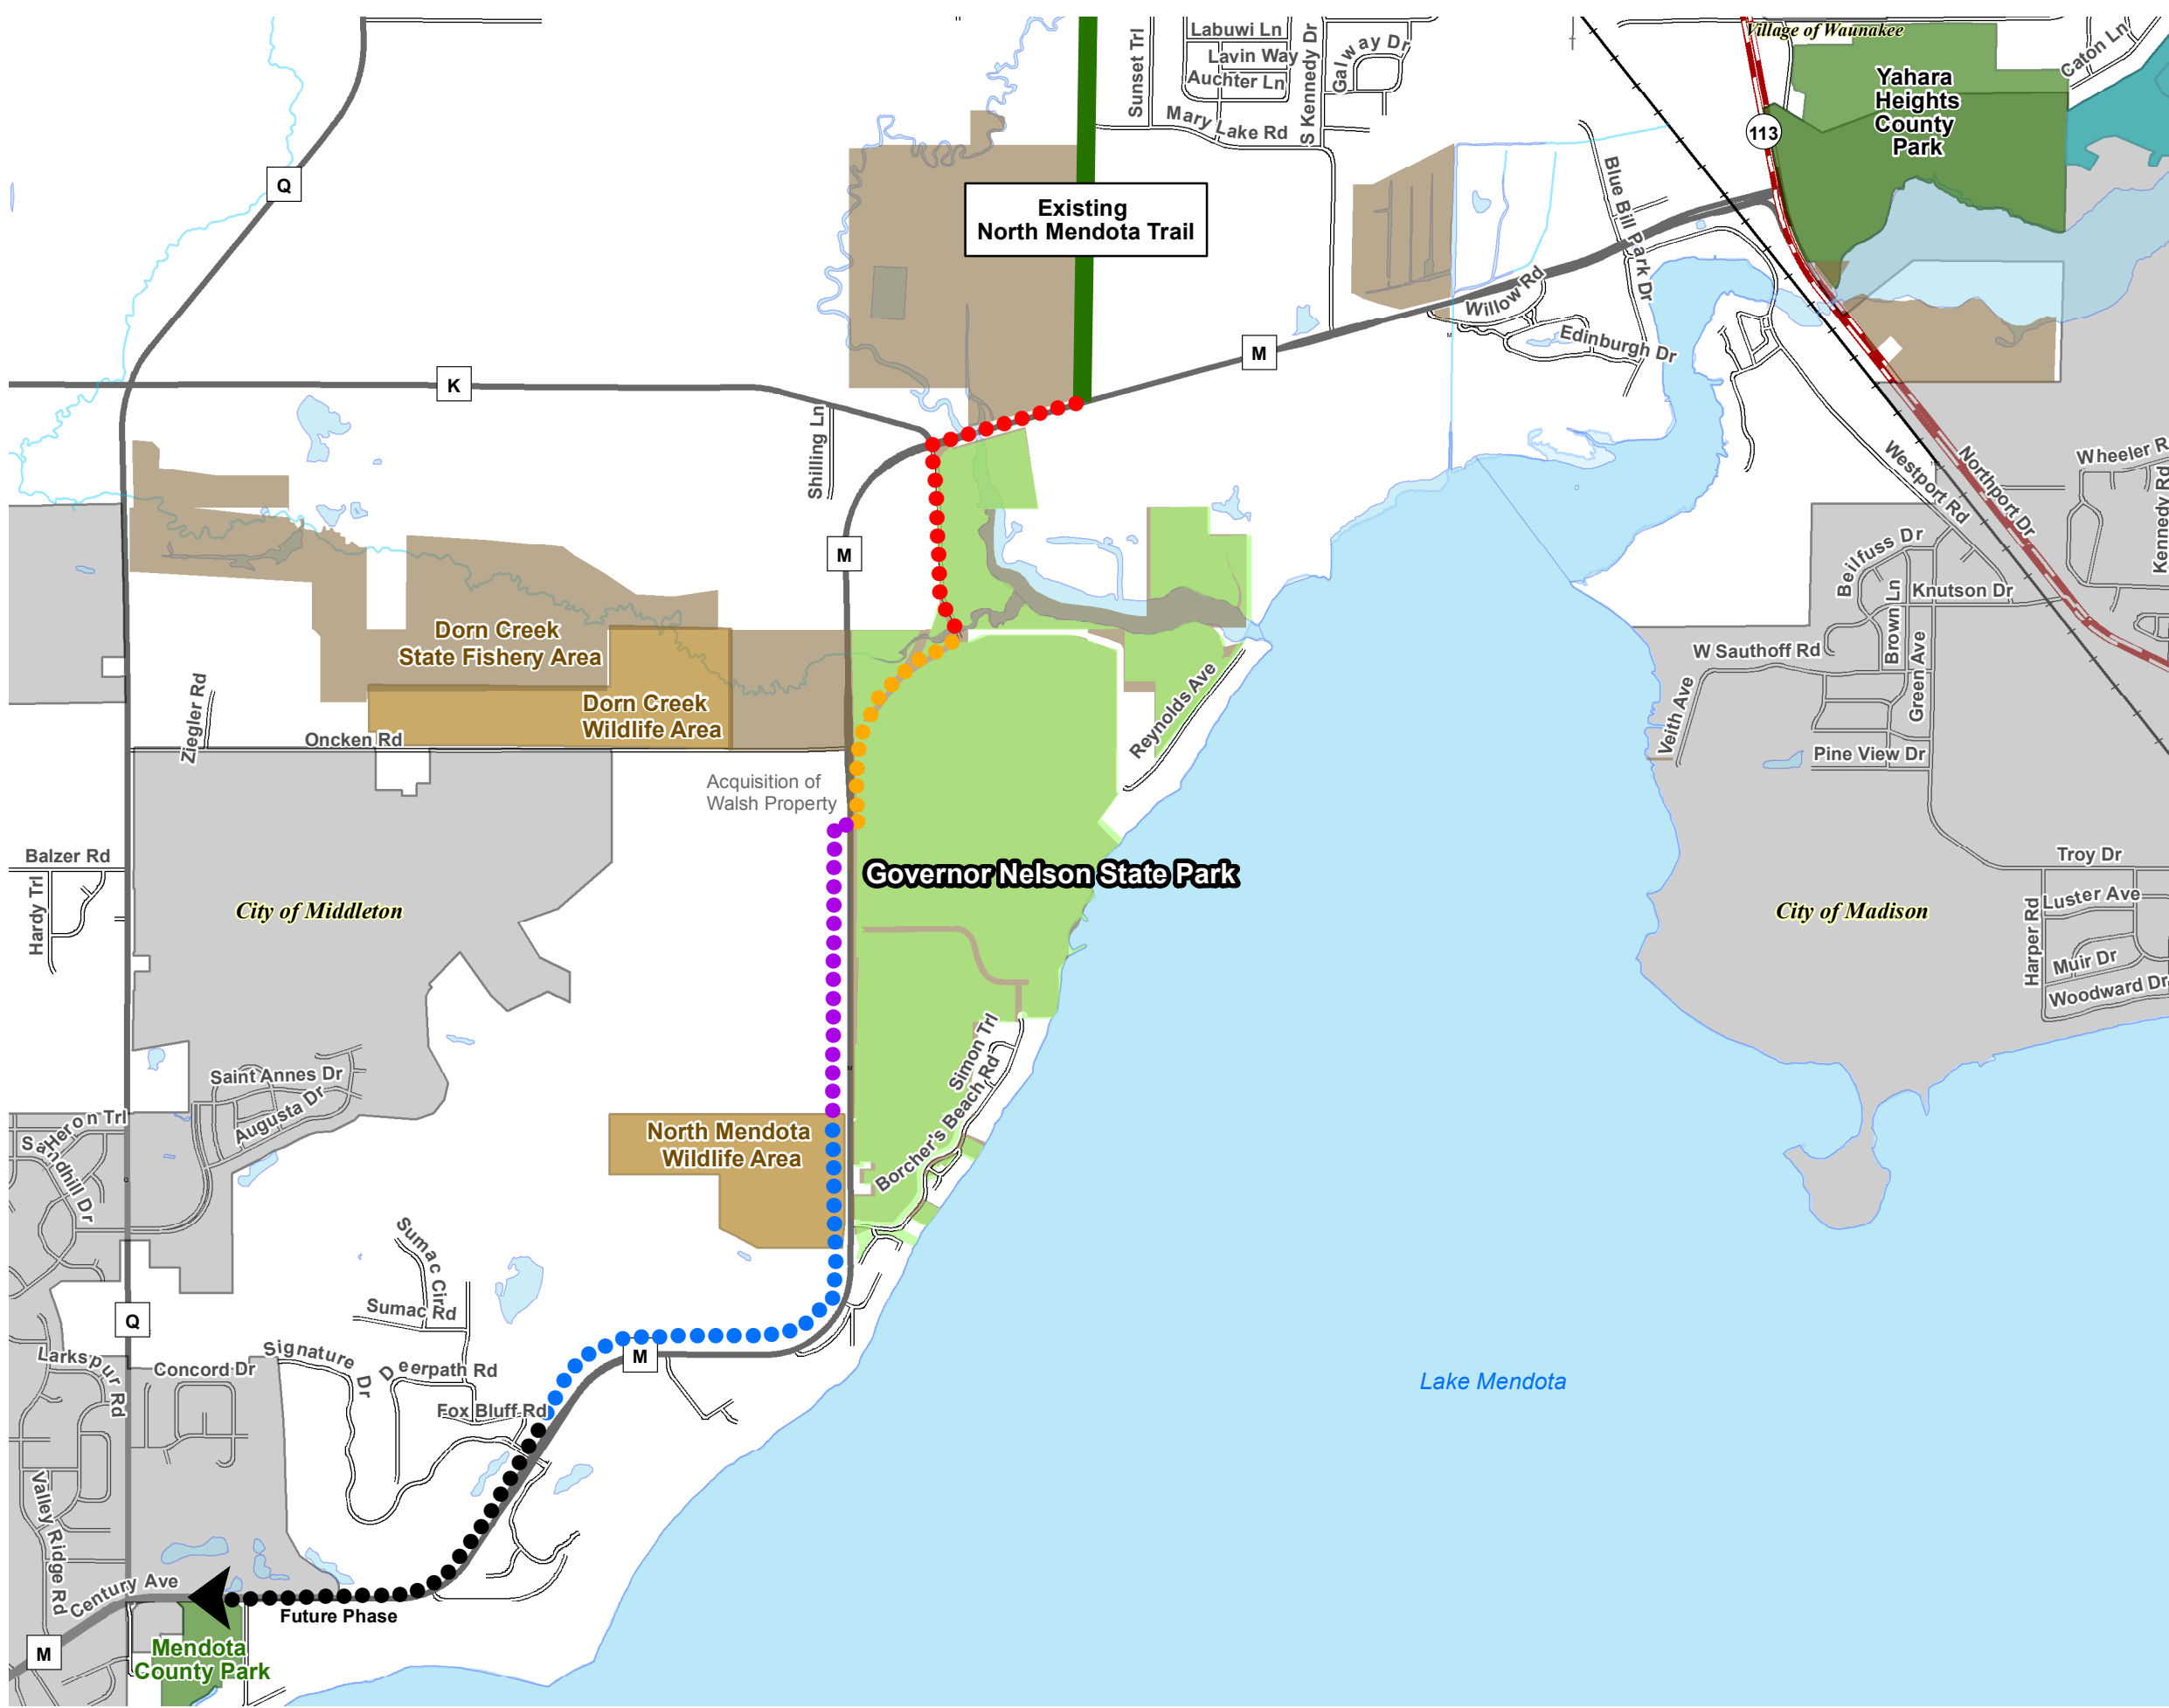 Village of Waunakee
Labuwi Ln
Lavin Way
Auchter Ln
Sunset Trl
S Kennedy Dr
Galway Dr
Caton Ln
Mary Lake Rd
Yahara
Heights
County
Park
113
Q
Existing
North Mendota Trail
Blue Bill Park Dr
Willow Rd
Edinburgh Dr
M
K
M
Shilling Ln
Westport Rd
Northport Dr
Wheeler R
Kennedy Rd
M
Beilfuss Dr
Knutson Dr
Brown Ln
Green Ave
W Sauthoff Rd
Veith Ave
Pine View Dr
Dorn Creek
State Fishery Area
Dorn Creek
Wildlife Area
Ziegler Rd
Oncken Rd
Reynolds Ave
Acquisition of
Walsh Property
Balzer Rd
Hardy Trl
Governor Nelson State Park
City of Middleton
City of Madison
Troy Dr
Luster Ave
Harper Rd
Muir Dr
Woodward Dr
Simon Trl
Borcher's Beach Rd
M
Saint Annes Dr
Augusta Dr
Heron Trl
Sandhill Dr
North Mendota
Wildlife Area
Sumac Cir
Sumac Rd
Q
Larkspur Rd
Concord Dr
Signature Dr
Deerpath Rd
Fox Bluff Rd
M
Lake Mendota
Valley Ridge Rd
Century Ave
Future Phase
M
Mendota
County Park